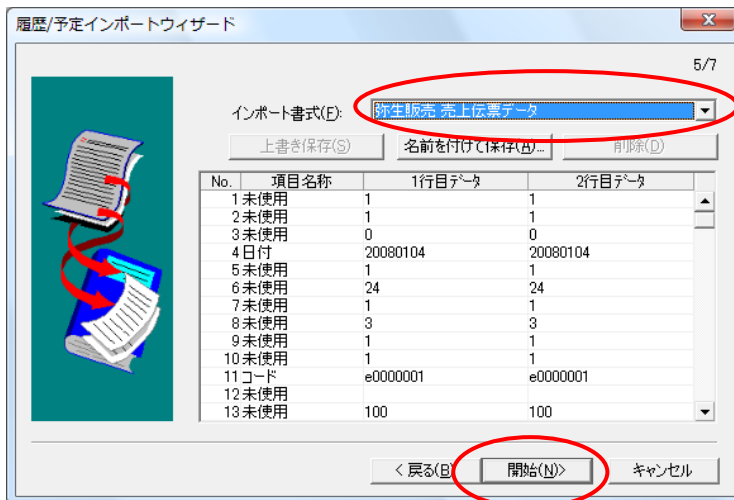 履歴/予定インポートウィザード
5/7
インポート書式(F): 弥生販売 売上伝票データ
上書き保存(S) 名前を付けて保存(A)... 削除(D)
No. 項目名称 1行目データ 2行目データ
1 未使用 1 1
2 未使用 1 1
3 未使用 0 0
4 日付 20080104 20080104
5 未使用 1 1
6 未使用 24 24
7 未使用 1 1
8 未使用 3 3
9 未使用 1 1
10 未使用 1 1
11 コード e0000001 e0000001
12 未使用
13 未使用 100 100
< 戻る(B) 開始(N)> キャンセル